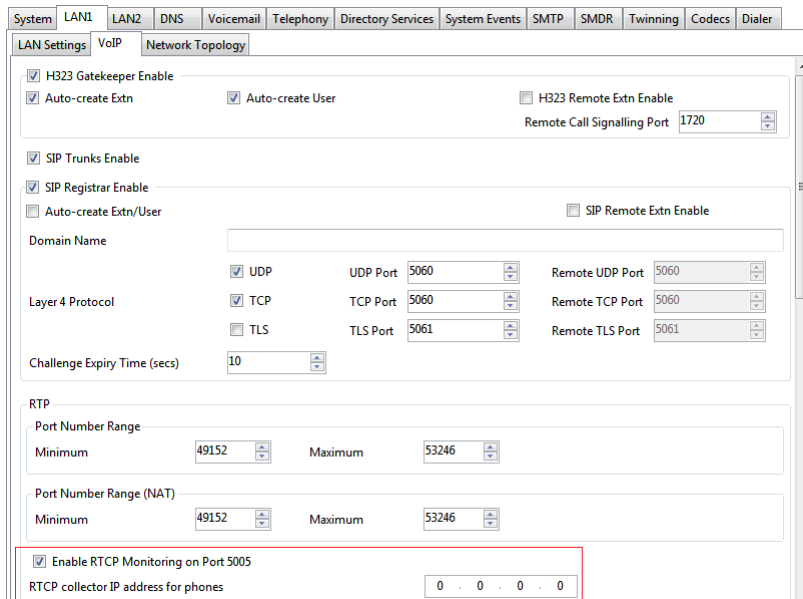 System LAN1 LAN2 DNS Voicemail Telephony Directory Services System Events SMTP SMDR Twinning Codecs Dialer
LAN Settings VoIP Network Topology
H323 Gatekeeper Enable
Auto-create Extn Auto-create User H323 Remote Extn Enable
Remote Call Signalling Port 1720
SIP Trunks Enable
SIP Registrar Enable
Auto-create Extn/User SIP Remote Extn Enable
Domain Name
UDP UDP Port 5060 Remote UDP Port 5060
Layer 4 Protocol TCP TCP Port 5060 Remote TCP Port 5060
TLS TLS Port 5061 Remote TLS Port 5061
Challenge Expiry Time (secs) 10
RTP
Port Number Range
Minimum 49152 Maximum 53246
Port Number Range (NAT)
Minimum 49152 Maximum 53246
Enable RTCP Monitoring on Port 5005
RTCP collector IP address for phones 0 . 0 . 0 . 0